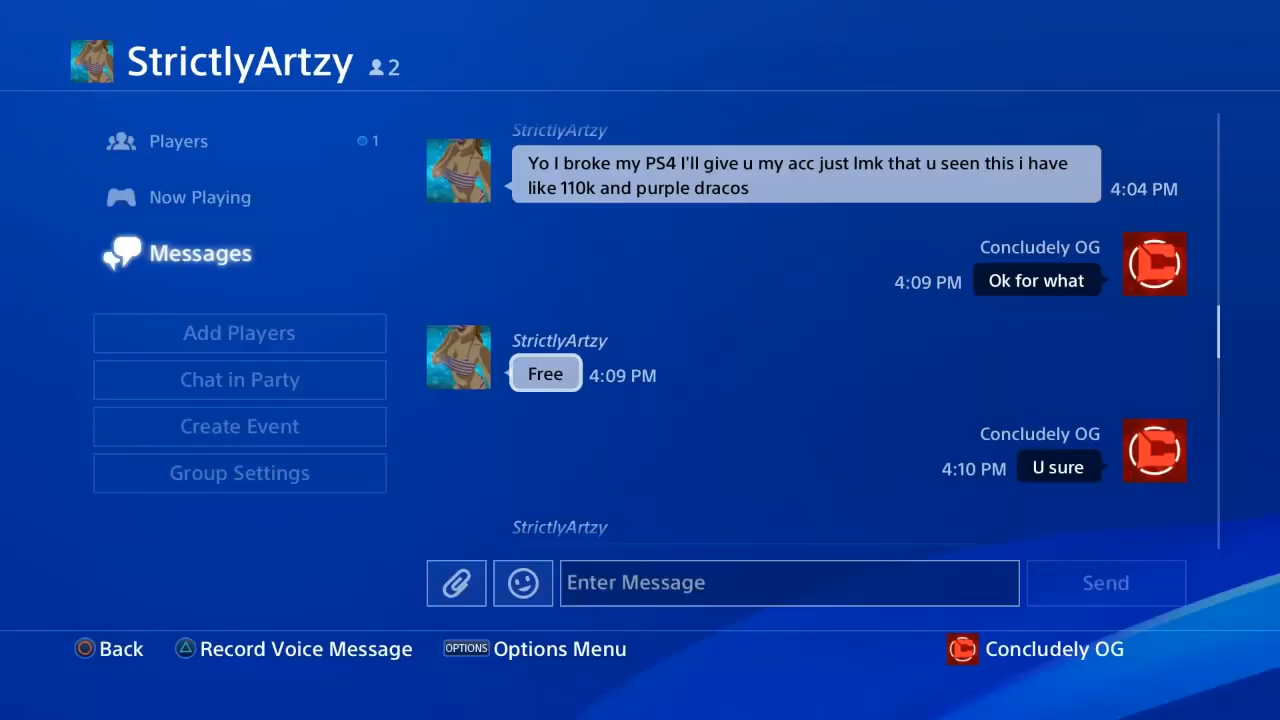 StrictlyArtzy 2
Players 1
Now Playing
Messages
Add Players
Chat in Party
Create Event
Group Settings
StrictlyArtzy
Yo I broke my PS4 I'll give u my acc just lmk that u seen this i have
like 110k and purple dracos
4:04 PM
Concludely OG
4:09 PM Ok for what
StrictlyArtzy
Free 4:09 PM
Concludely OG
4:10 PM U sure
StrictlyArtzy
Enter Message Send
Back Record Voice Message OPTIONS Options Menu Concludely OG